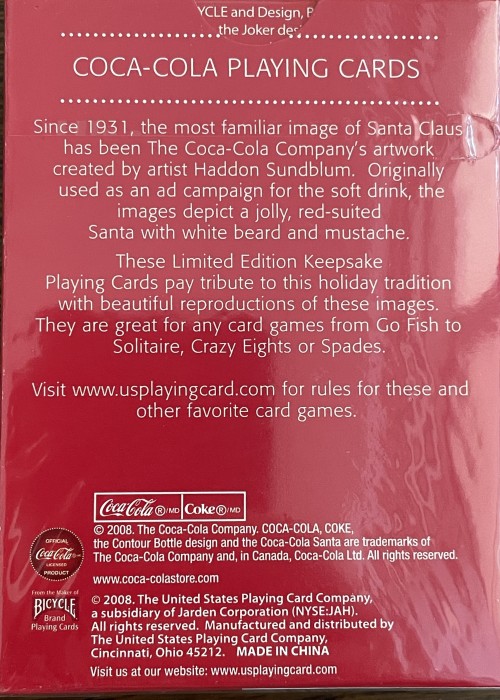 YCLE and Design,
the Joker
COCA-COLA PLAYING CARDS
Since 1931, the most familiar image of Santa Claus
has been The Coca-Cola Company's artwork
created by artist Haddon Sundblum. Originally
used as an ad campaign for the soft drink, the
images depict a jolly, red-suited
Santa with white beard and mustache.
These Limited Edition Keepsake
Playing Cards pay tribute to this holiday tradition
with beautiful reproductions of these images.
They are great for any card games from Go Fish to
Solitaire, Crazy Eights or Spades.
Visit www.usplayingcard.com for rules for these and
other favorite card games.
Coca-Cola ®/MD Coke ®/MD
© 2008. The Coca-Cola Company. COCA-COLA, COKE,
the Contour Bottle design and the Coca-Cola Santa are trademarks of
The Coca-Cola Company and, in Canada, Coca-Cola Ltd. All rights reserved.
www.coca-colastore.com
OFFICIAL
Coca-Cola
LICENSED
PRODUCT
From the Maker of
BICYCLE
Brand
Playing Cards
© 2008. The United States Playing Card Company,
a subsidiary of Jarden Corporation (NYSE:JAH).
All rights reserved. Manufactured and distributed by
The United States Playing Card Company,
Cincinnati, Ohio 45212. MADE IN CHINA
Visit us at our website: www.usplayingcard.com